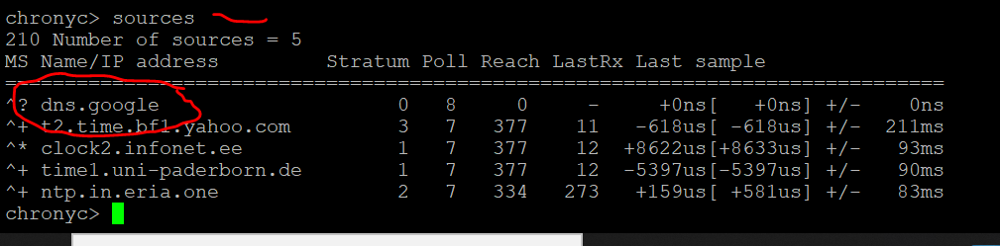 chronyc> sources
210 Number of sources = 5
MS Name/IP address         Stratum Poll Reach LastRx Last sample
===============================================================================
^? dns.google                    0   8     0     -     +0ns[   +0ns] +/-    0ns
^+ t2.time.bf1.yahoo.com         3   7   377    11   -618us[ -618us] +/-  211ms
^* clock2.infonet.ee             1   7   377    12  +8622us[+8633us] +/-   93ms
^+ time1.uni-paderborn.de        1   7   377    12  -5397us[-5397us] +/-   90ms
^+ ntp.in.eria.one               2   7   334   273   +159us[ +581us] +/-   83ms
chronyc>